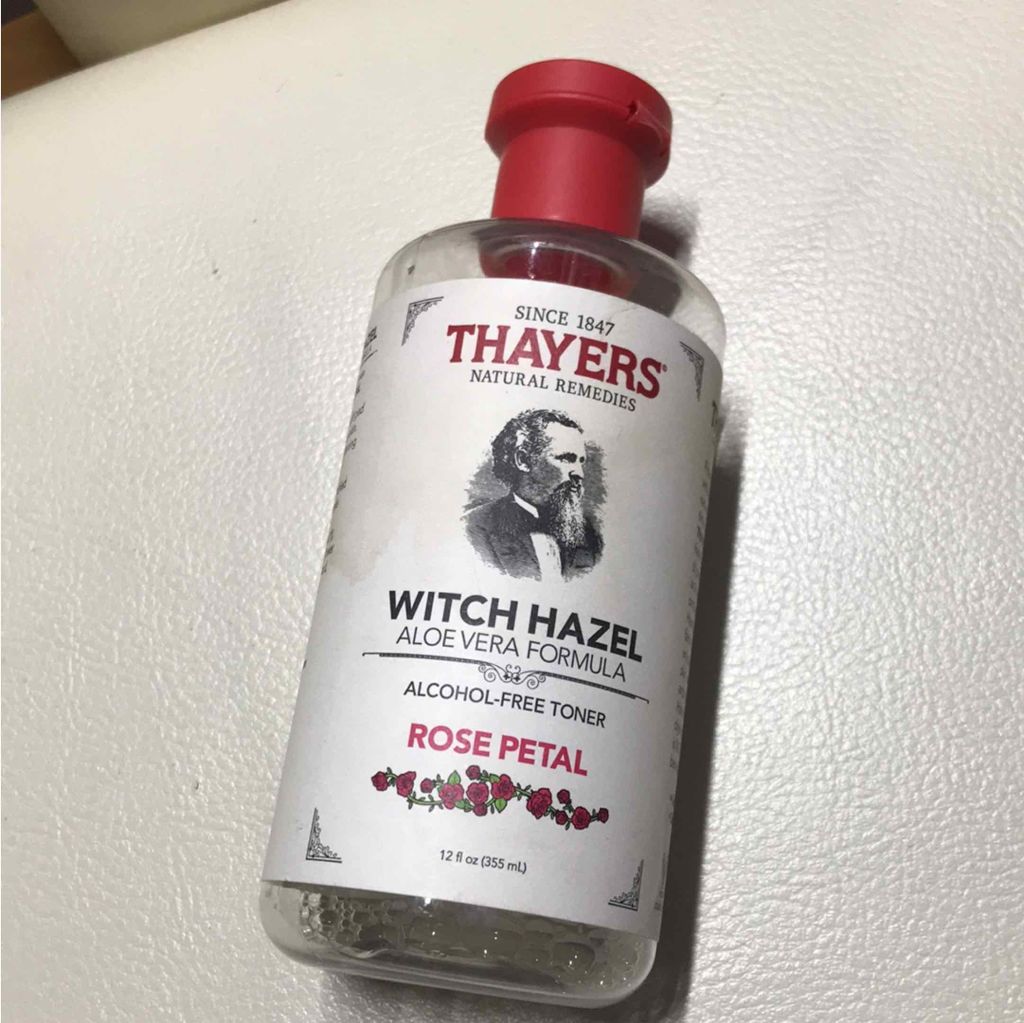 SINCE 1847
THAYERS®
NATURAL REMEDIES
WITCH HAZEL
ALOE VERA FORMULA
ALCOHOL-FREE TONER
ROSE PETAL
12 fl oz (355 mL)